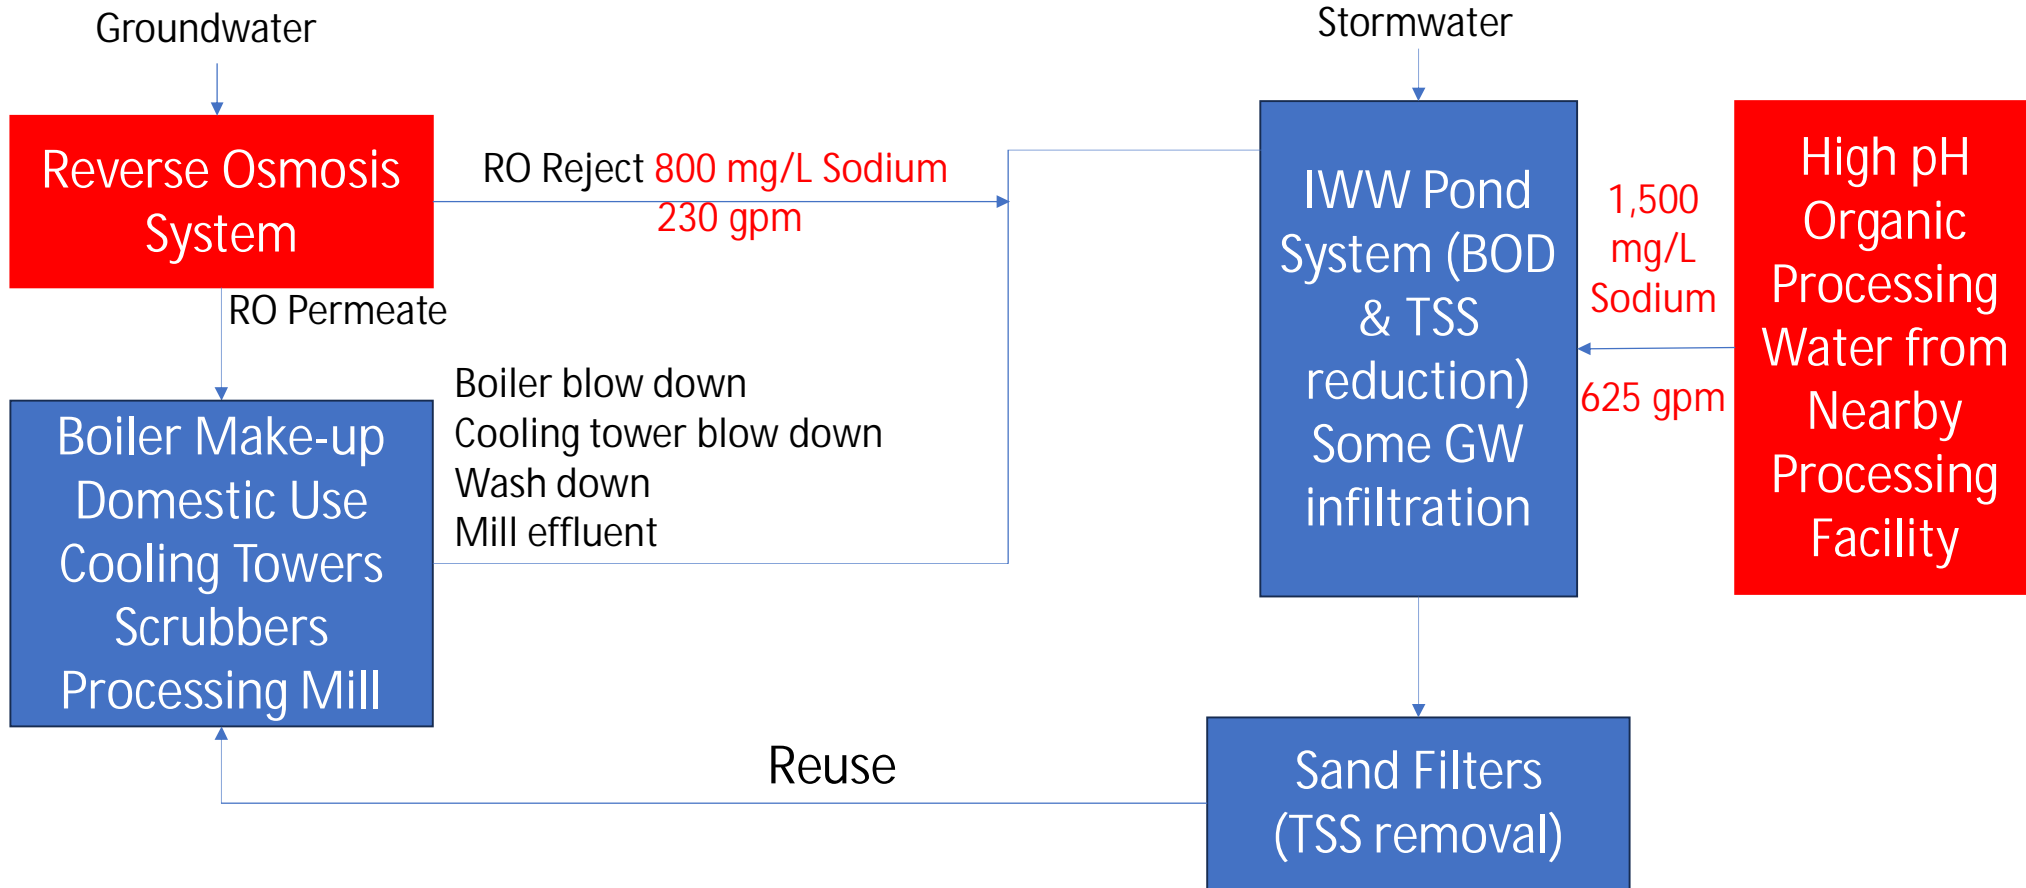 Groundwater
Stormwater
Reverse Osmosis
System
RO Reject 800 mg/L Sodium
230 gpm
RO Permeate
Boiler Make-up
Domestic Use
Cooling Towers
Scrubbers
Processing Mill
Boiler blow down
Cooling tower blow down
Wash down
Mill effluent
IWW Pond
System (BOD
& TSS
reduction)
Some GW
infiltration
1,500
mg/L
Sodium
625 gpm
High pH
Organic
Processing
Water from
Nearby
Processing
Facility
Reuse
Sand Filters
(TSS removal)